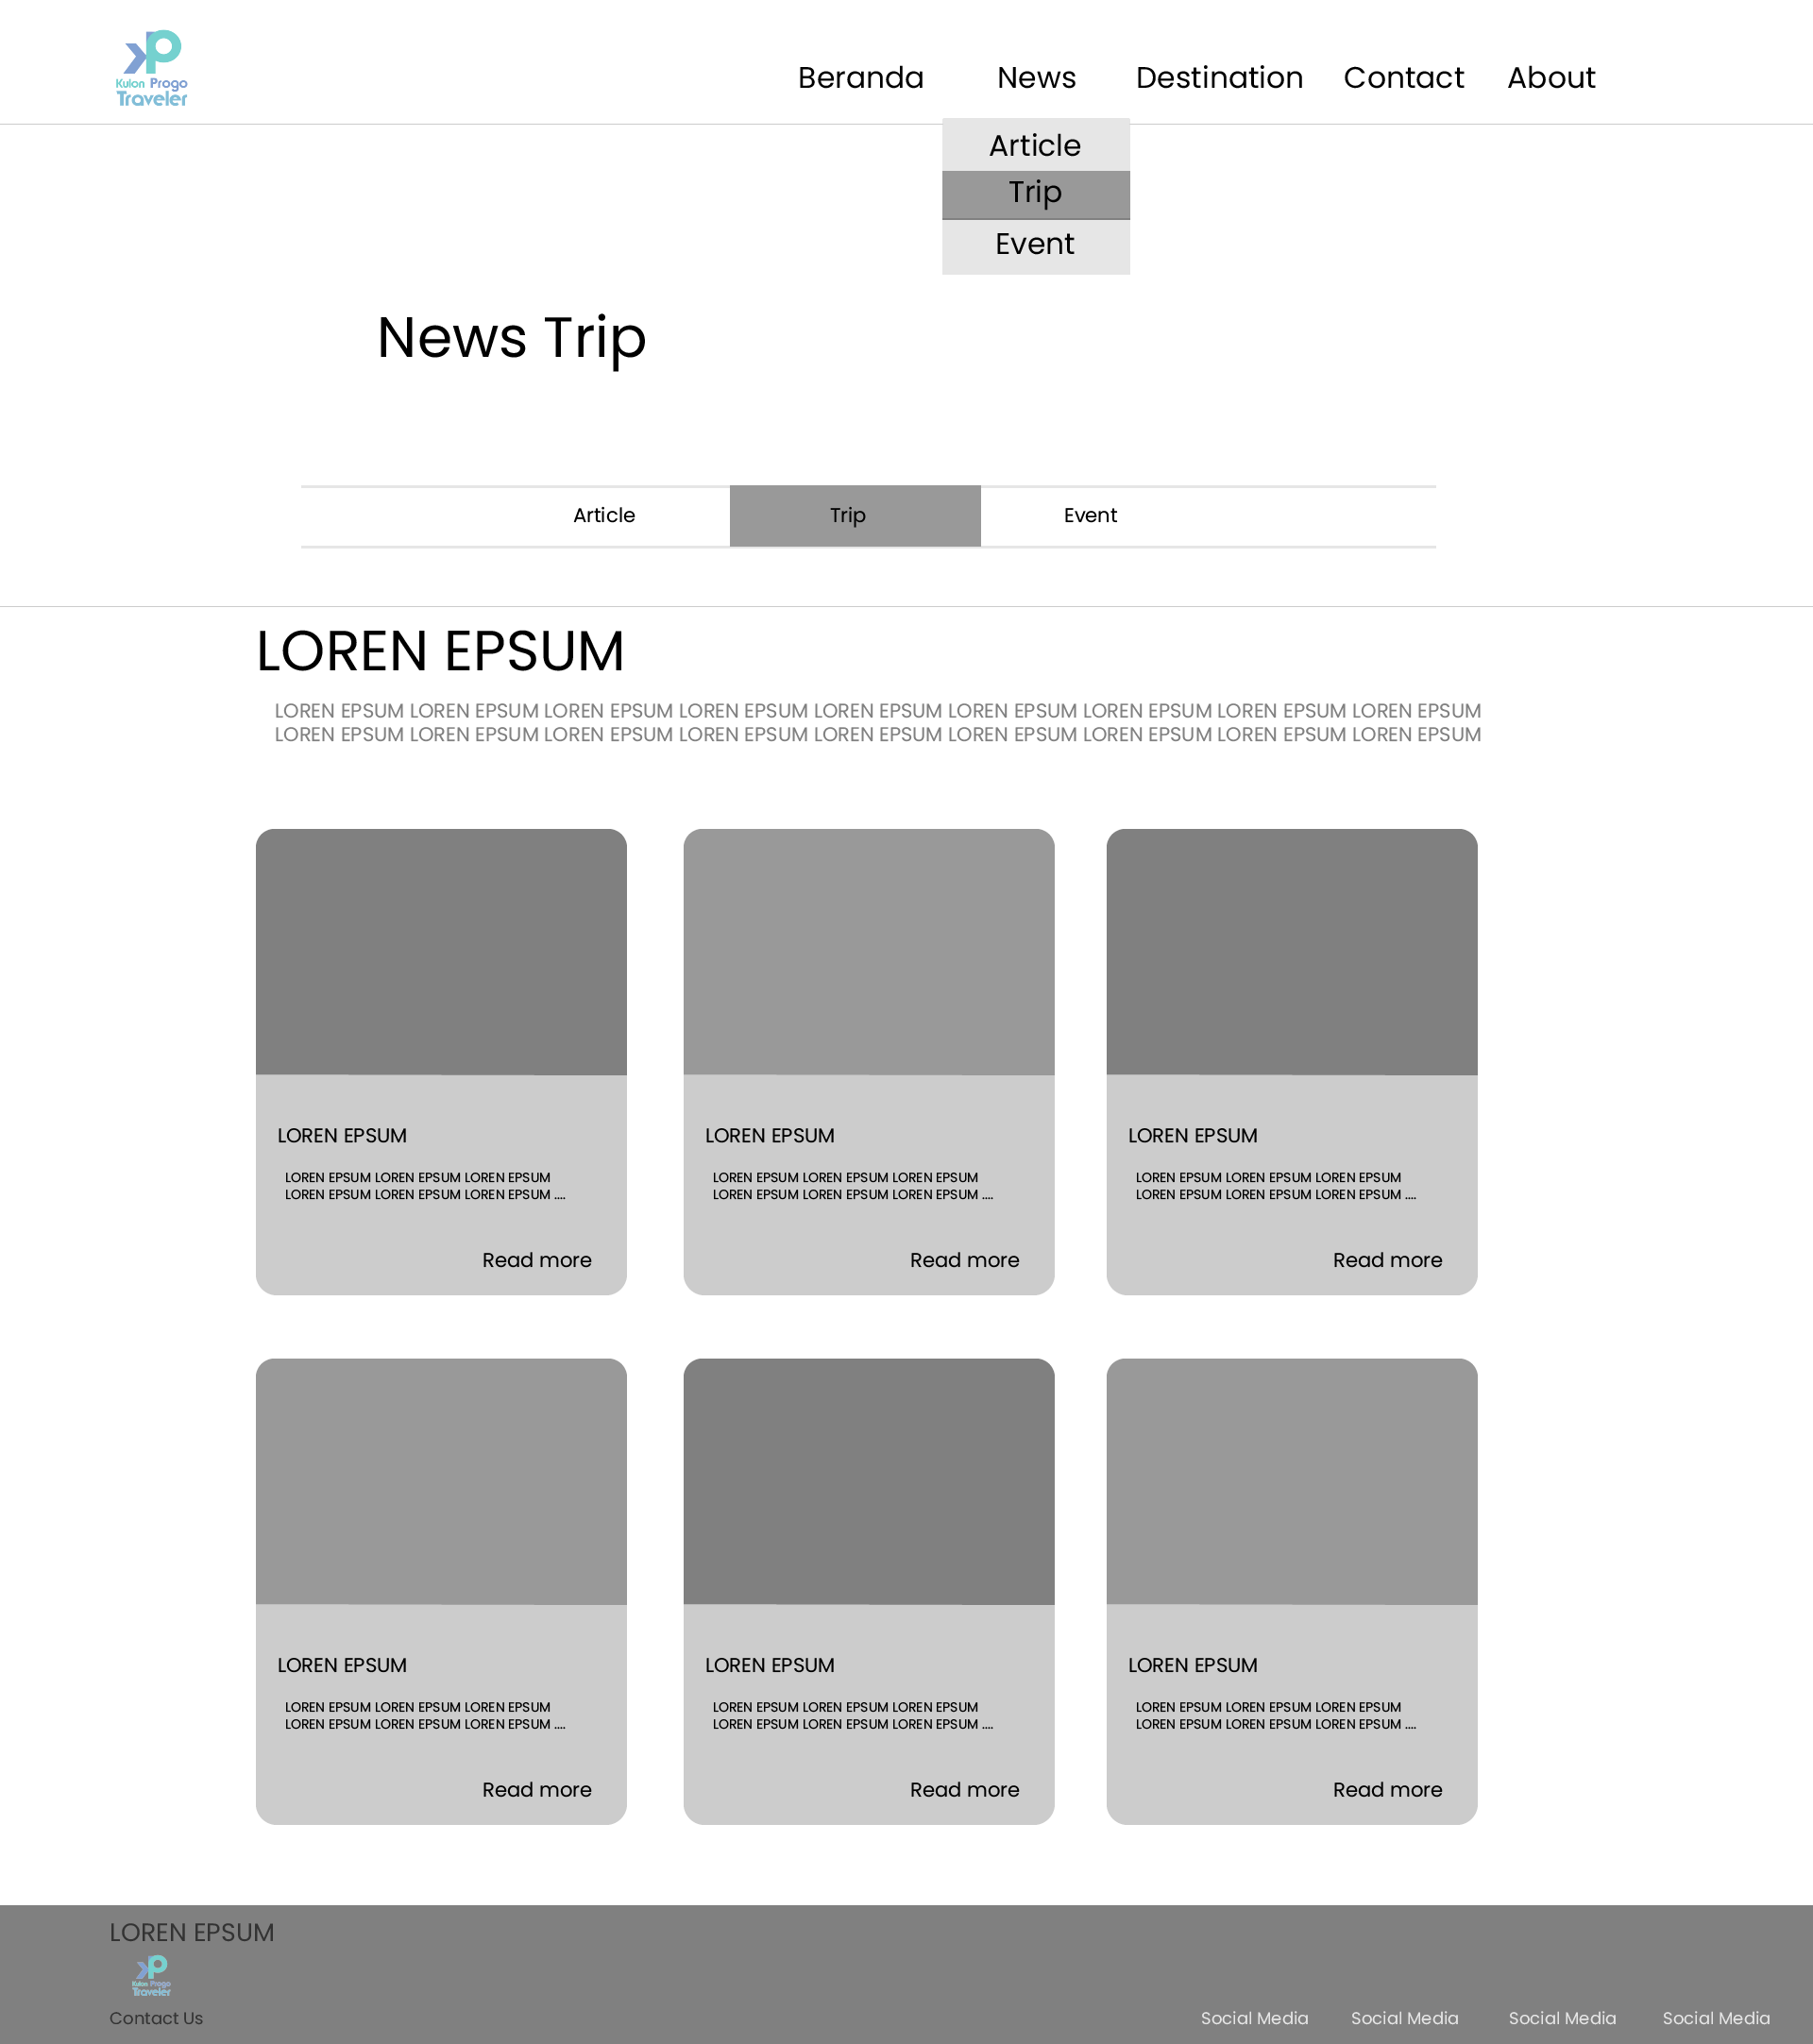 kp
Kulon Progo
Traveler
Beranda News Destination Contact About
Article
Trip
Event
News Trip
Article Trip Event
LOREN EPSUM
LOREN EPSUM LOREN EPSUM LOREN EPSUM LOREN EPSUM LOREN EPSUM LOREN EPSUM LOREN EPSUM LOREN EPSUM LOREN EPSUM
LOREN EPSUM LOREN EPSUM LOREN EPSUM LOREN EPSUM LOREN EPSUM LOREN EPSUM LOREN EPSUM LOREN EPSUM LOREN EPSUM
LOREN EPSUM
LOREN EPSUM LOREN EPSUM LOREN EPSUM
LOREN EPSUM LOREN EPSUM LOREN EPSUM ....
Read more
LOREN EPSUM
LOREN EPSUM LOREN EPSUM LOREN EPSUM
LOREN EPSUM LOREN EPSUM LOREN EPSUM ....
Read more
LOREN EPSUM
LOREN EPSUM LOREN EPSUM LOREN EPSUM
LOREN EPSUM LOREN EPSUM LOREN EPSUM ....
Read more
LOREN EPSUM
LOREN EPSUM LOREN EPSUM LOREN EPSUM
LOREN EPSUM LOREN EPSUM LOREN EPSUM ....
Read more
LOREN EPSUM
LOREN EPSUM LOREN EPSUM LOREN EPSUM
LOREN EPSUM LOREN EPSUM LOREN EPSUM ....
Read more
LOREN EPSUM
LOREN EPSUM LOREN EPSUM LOREN EPSUM
LOREN EPSUM LOREN EPSUM LOREN EPSUM ....
Read more
LOREN EPSUM
kp
Kulon Progo
Traveler
Contact Us
Social Media Social Media Social Media Social Media